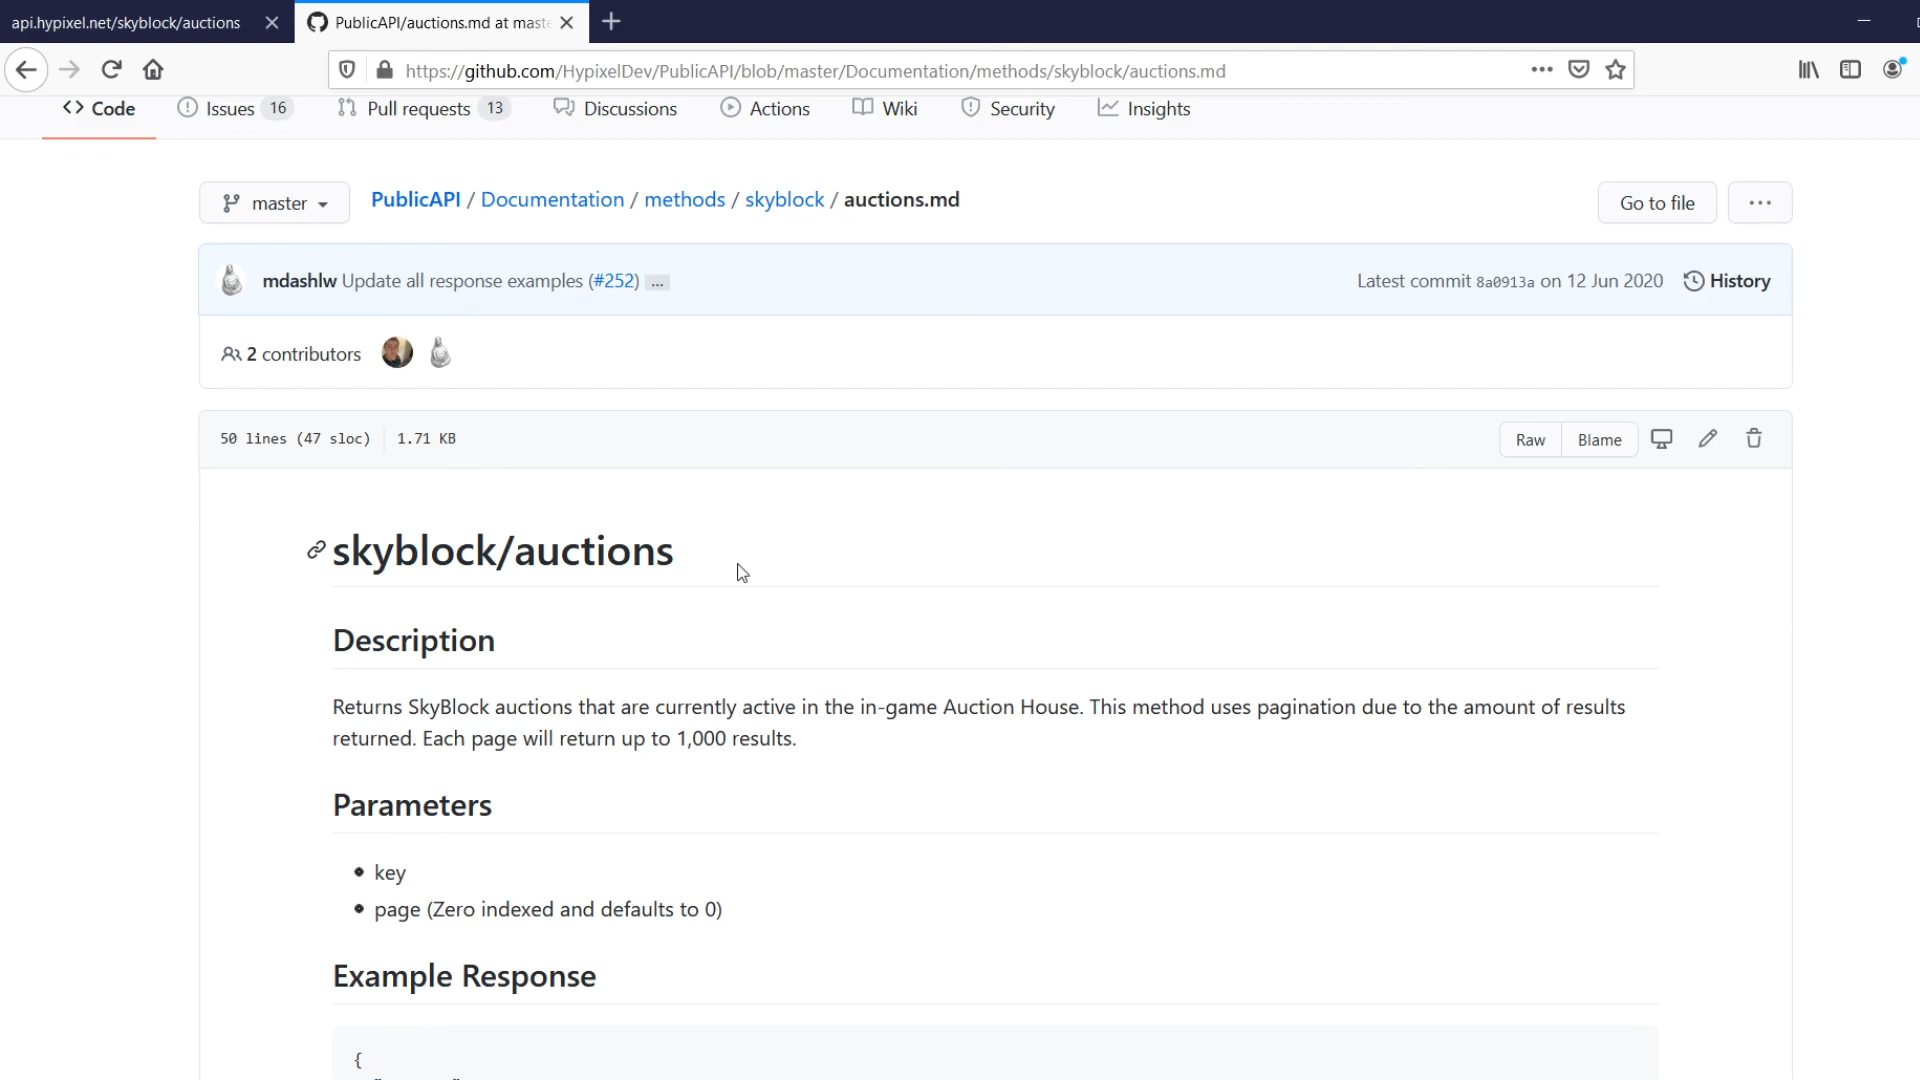 api.hypixel.net/skyblock/auctions
PublicAPI/auctions.md at maste
https://github.com/HypixelDev/PublicAPI/blob/master/Documentation/methods/skyblock/auctions.md
Code Issues 16 Pull requests 13 Discussions Actions Wiki Security Insights
master PublicAPI / Documentation / methods / skyblock / auctions.md Go to file
mdashlw Update all response examples (#252) ... Latest commit 8a0913a on 12 Jun 2020 History
2 contributors
50 lines (47 sloc) 1.71 KB Raw Blame
skyblock/auctions
Description
Returns SkyBlock auctions that are currently active in the in-game Auction House. This method uses pagination due to the amount of results
returned. Each page will return up to 1,000 results.
Parameters
• key
• page (Zero indexed and defaults to 0)
Example Response
{